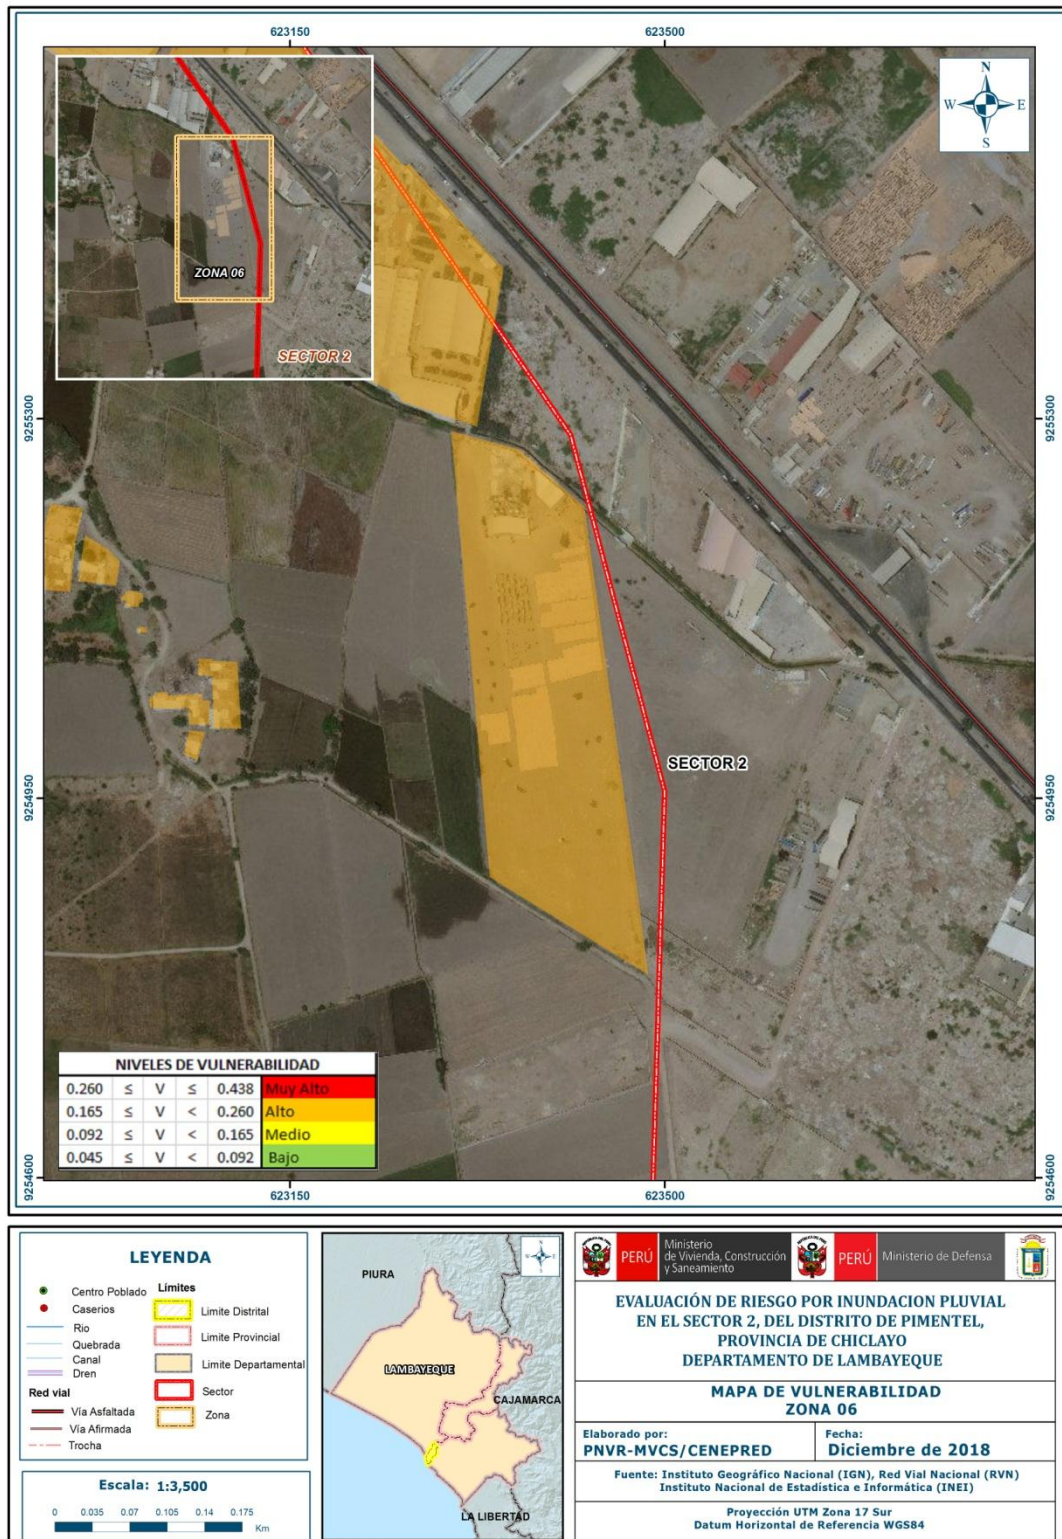 623150
623500
N
W E
S
ZONA 06
SECTOR 2
9255300
9255300
SECTOR 2
9254950
9254950
NIVELES DE VULNERABILIDAD
0.260 ≤ V ≤ 0.438 Muy Alto
0.165 ≤ V < 0.260 Alto
0.092 ≤ V < 0.165 Medio
0.045 ≤ V < 0.092 Bajo
9254600
9254600
623150
623500
LEYENDA
Centro Poblado
Caserios
Rio
Quebrada
Canal
Dren
Red vial
Vía Asfaltada
Vía Afirmada
Trocha
Límites
Limite Distrital
Limite Provincial
Limite Departamental
Sector
Zona
Escala: 1:3,500
0 0.035 0.07 0.105 0.14 0.175
Km
PIURA
LAMBAYEQUE
CAJAMARCA
LA LIBERTAD
PERÚ
Ministerio
de Vivienda, Construcción
y Saneamiento
PERÚ
Ministerio de Defensa
EVALUACIÓN DE RIESGO POR INUNDACION PLUVIAL
EN EL SECTOR 2, DEL DISTRITO DE PIMENTEL,
PROVINCIA DE CHICLAYO
DEPARTAMENTO DE LAMBAYEQUE
MAPA DE VULNERABILIDAD
ZONA 06
Elaborado por:
PNVR-MVCS/CENEPRED
Fecha:
Diciembre de 2018
Fuente: Instituto Geográfico Nacional (IGN), Red Vial Nacional (RVN)
Instituto Nacional de Estadística e Informática (INEI)
Proyección UTM Zona 17 Sur
Datum Horizontal de Referencia WGS84